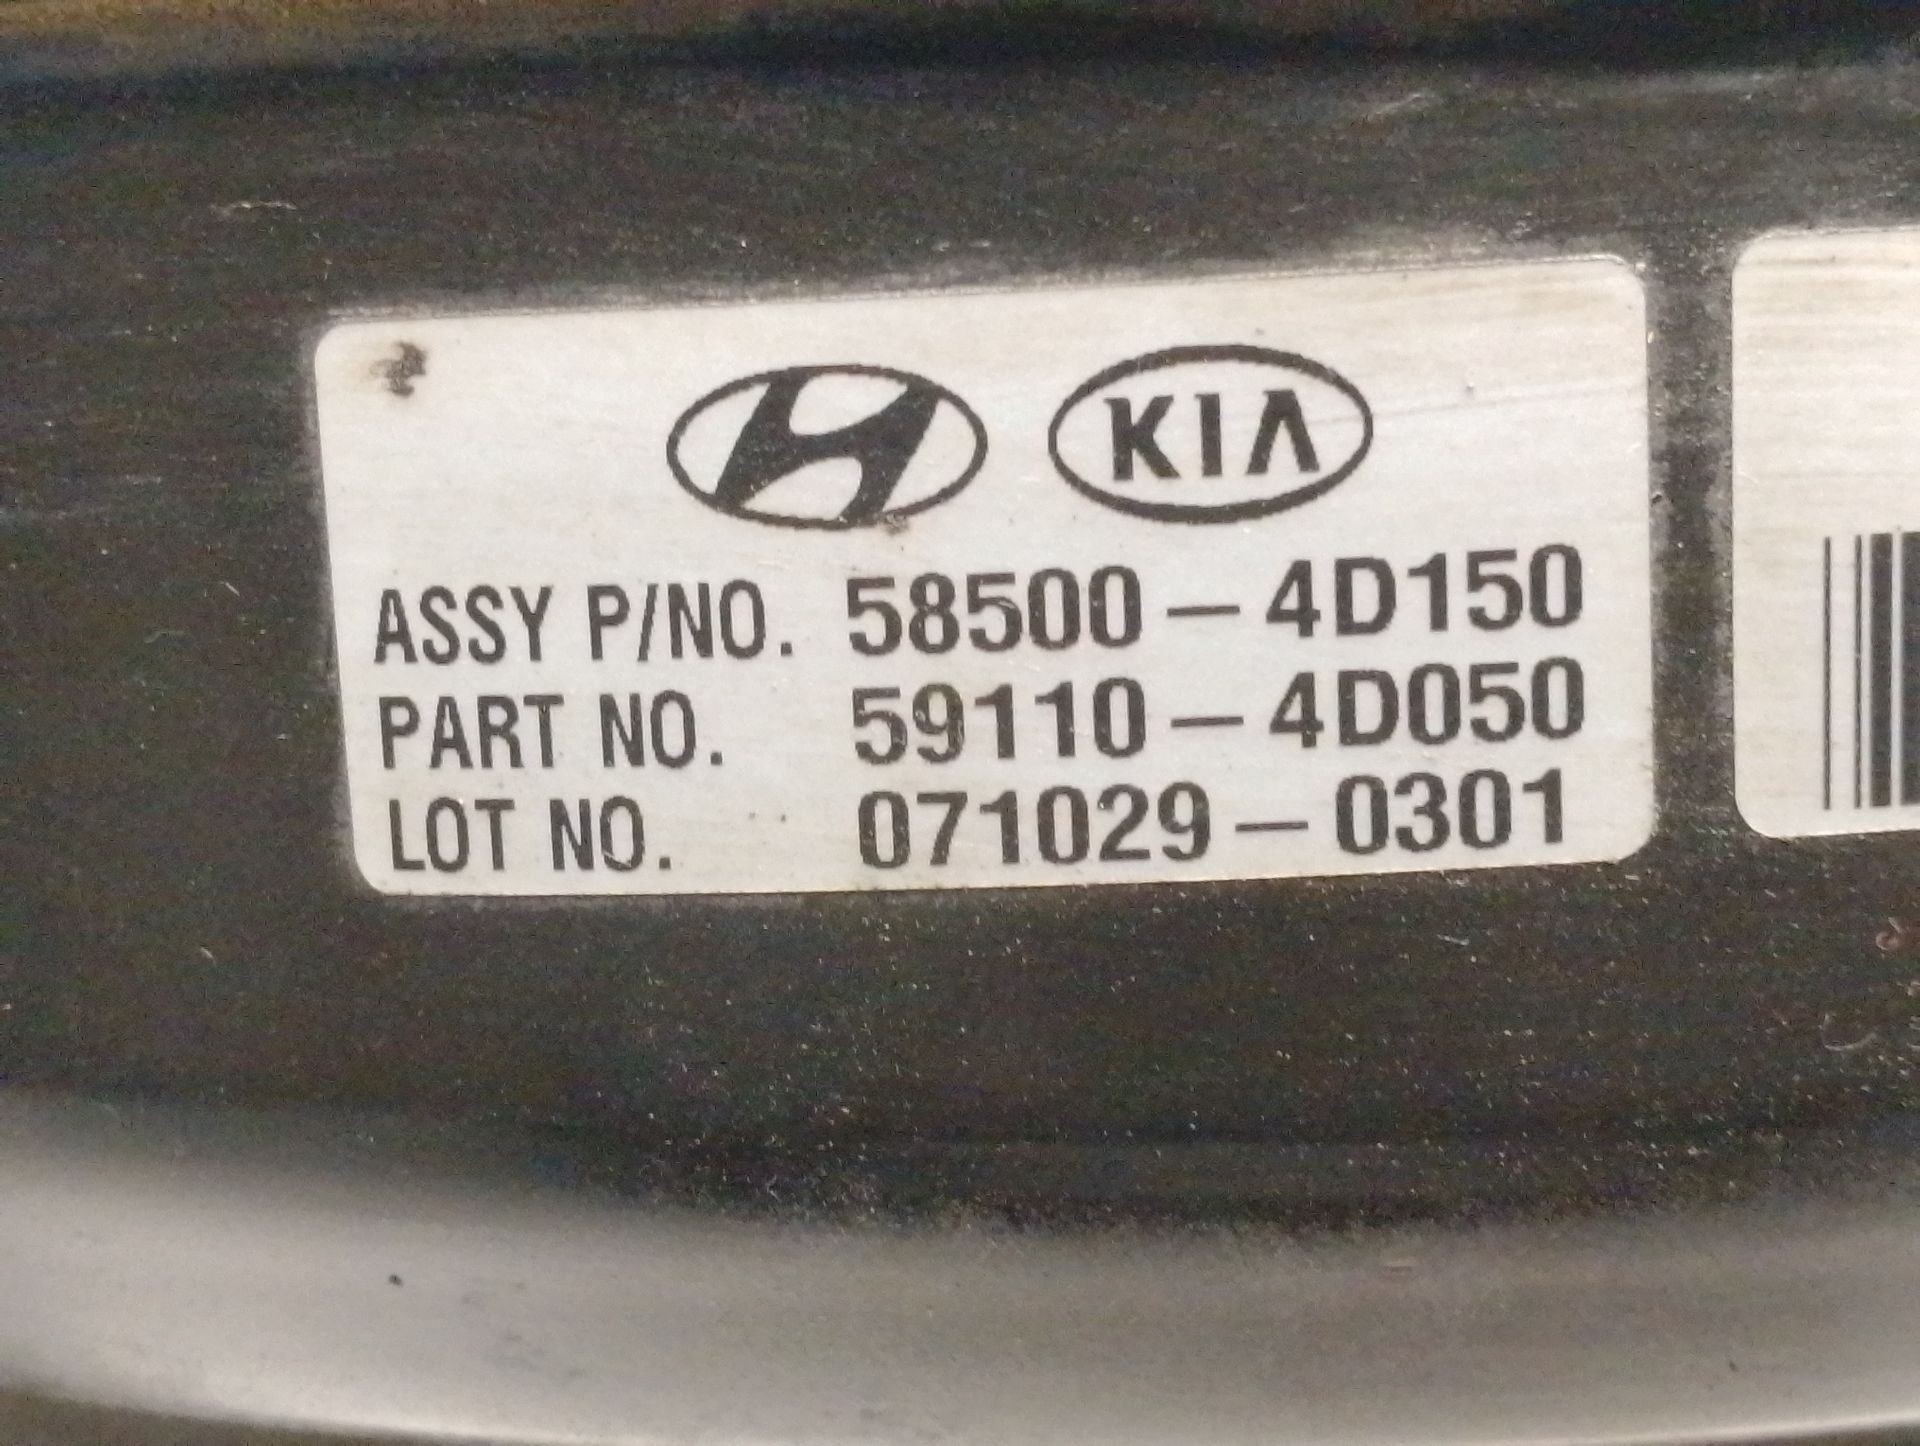 KIA
ASSY P/NO. 58500-4D150
PART NO. 59110-4D050
LOT NO. 071029-0301